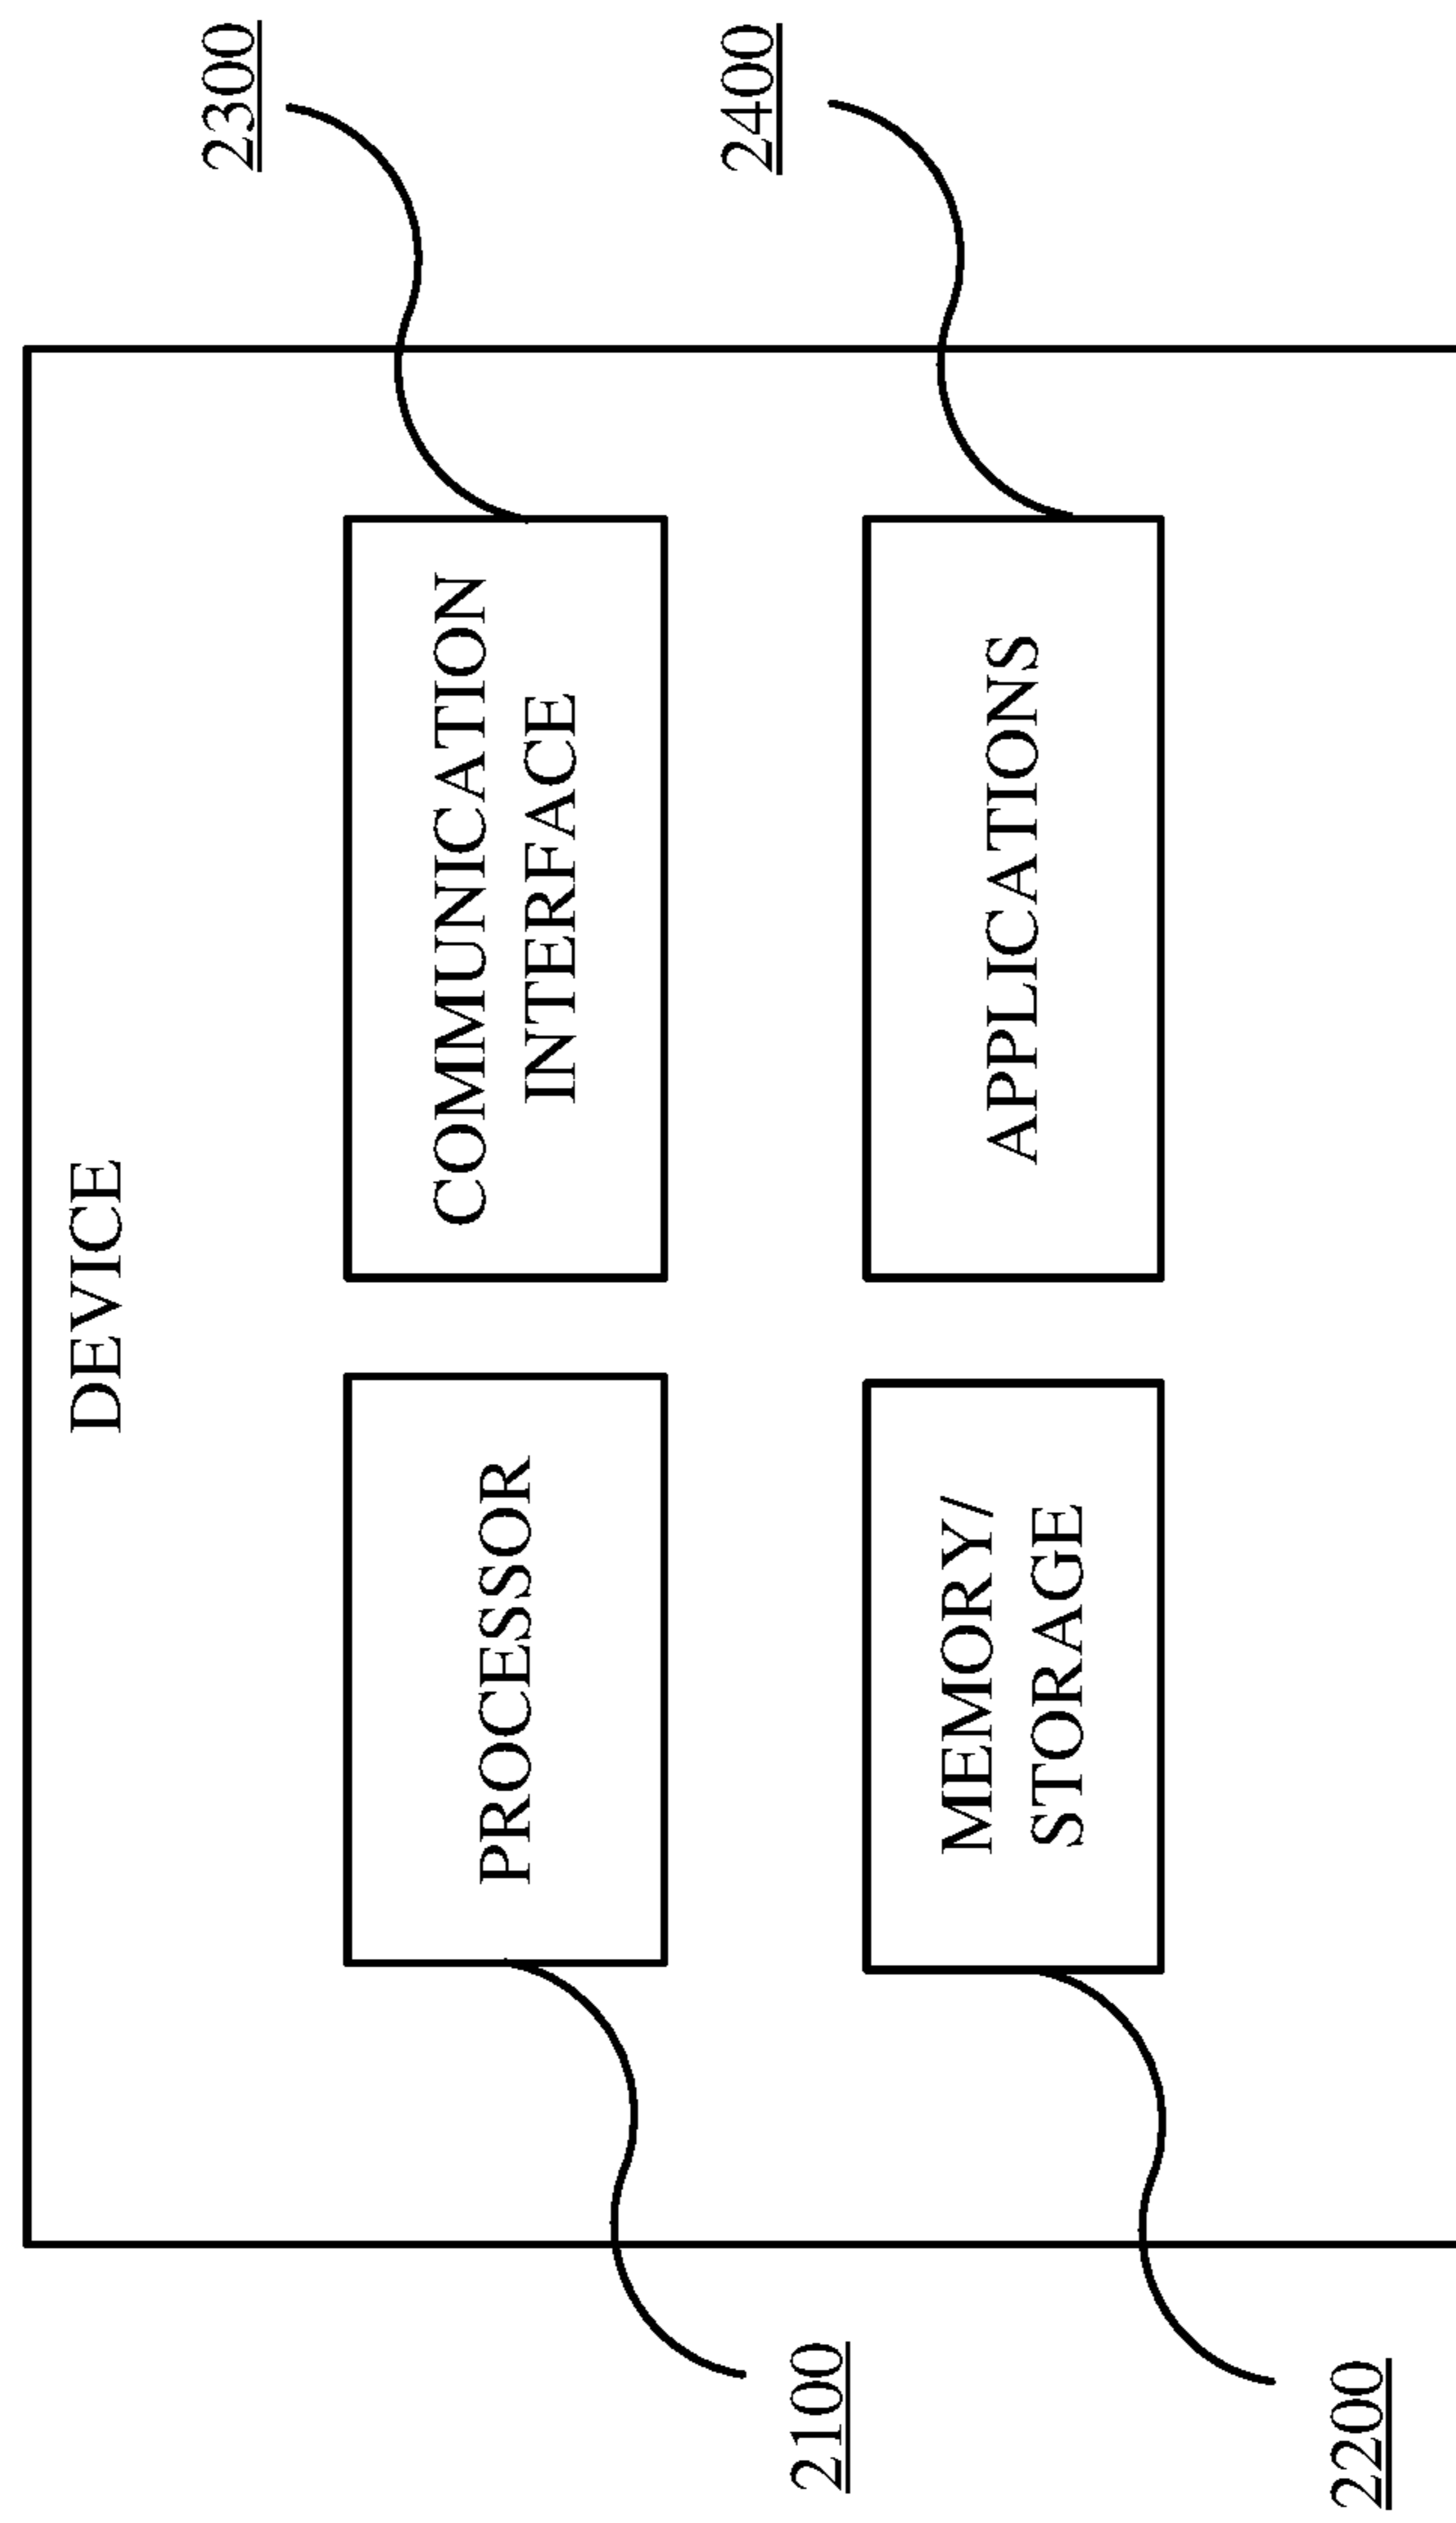 DEVICE
2100
PROCESSOR
COMMUNICATION
INTERFACE
2300
2200
MEMORY/
STORAGE
APPLICATIONS
2400